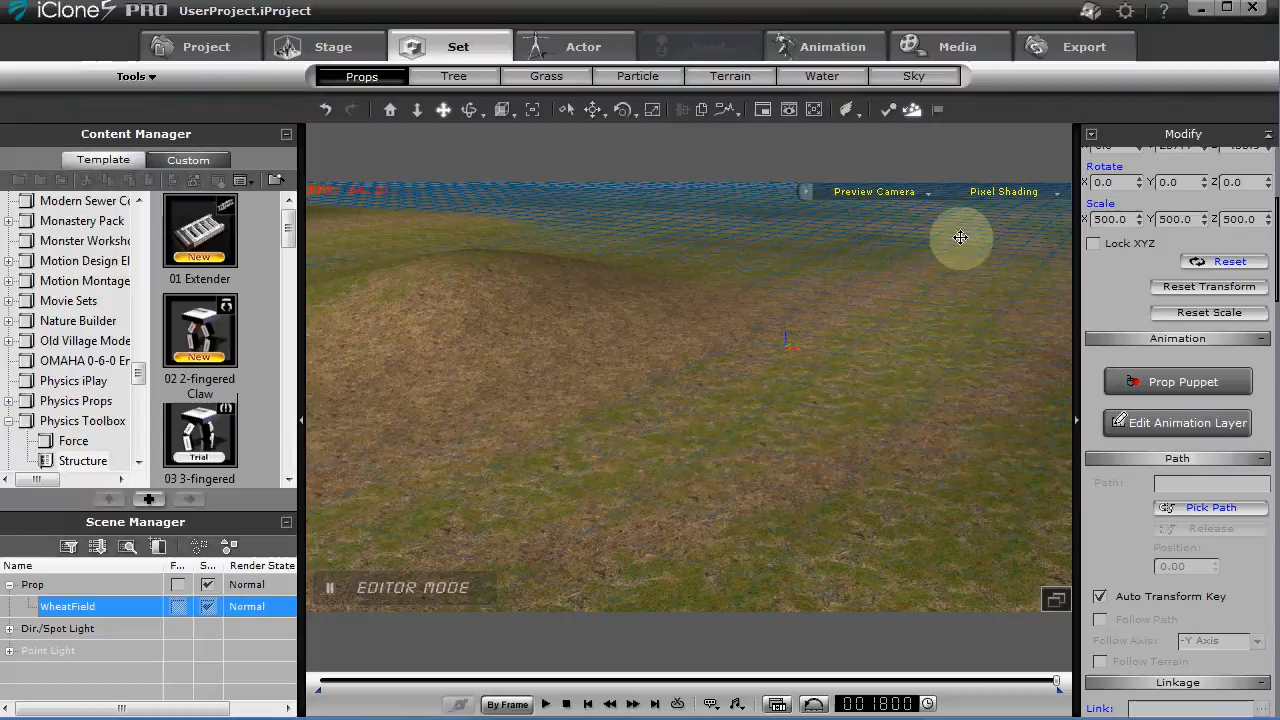 iClone5 PRO UserProject.iProject
Project Stage Set Actor Animation Media Export
Tools Props Tree Grass Particle Terrain Water Sky
Content Manager
Template Custom
Modern Sewer Co
Monastery Pack
Monster Worksho
Motion Design El
Motion Montage
Movie Sets
Nature Builder
Old Village Mode
OMAHA 0-6-0 En
Physics iPlay
Physics Props
Physics Toolbox
Force
Structure
New
01 Extender
New
02 2-fingered
Claw
Trial
03 3-fingered
Scene Manager
Name F... S... Render State
Prop Normal
WheatField Normal
Dir./Spot Light
Point Light
Preview Camera Pixel Shading
EDITOR MODE
By Frame 001800
Modify
Rotate
X 0.0 Y 0.0 Z 0.0
Scale
X 500.0 Y 500.0 Z 500.0
Lock XYZ
Reset
Reset Transform
Reset Scale
Animation
Prop Puppet
Edit Animation Layer
Path
Path:
Pick Path
Release
Position:
0.00
Auto Transform Key
Follow Path
Follow Axis: -Y Axis
Follow Terrain
Linkage
Link: